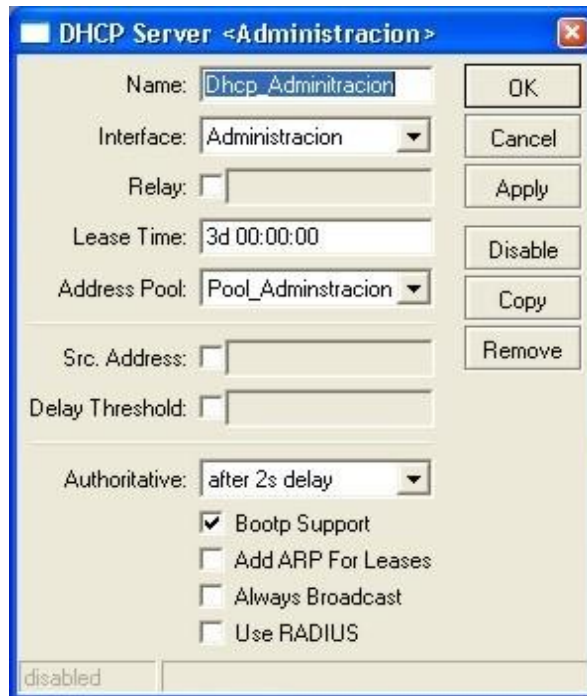 DHCP Server <Administracion>
Name: Dhcp_Adminitracion
OK
Interface: Administracion
Cancel
Relay:
Apply
Lease Time: 3d 00:00:00
Disable
Address Pool: Pool_Adminstracion
Copy
Src. Address:
Remove
Delay Threshold:
Authoritative: after 2s delay
Bootp Support
Add ARP For Leases
Always Broadcast
Use RADIUS
disabled